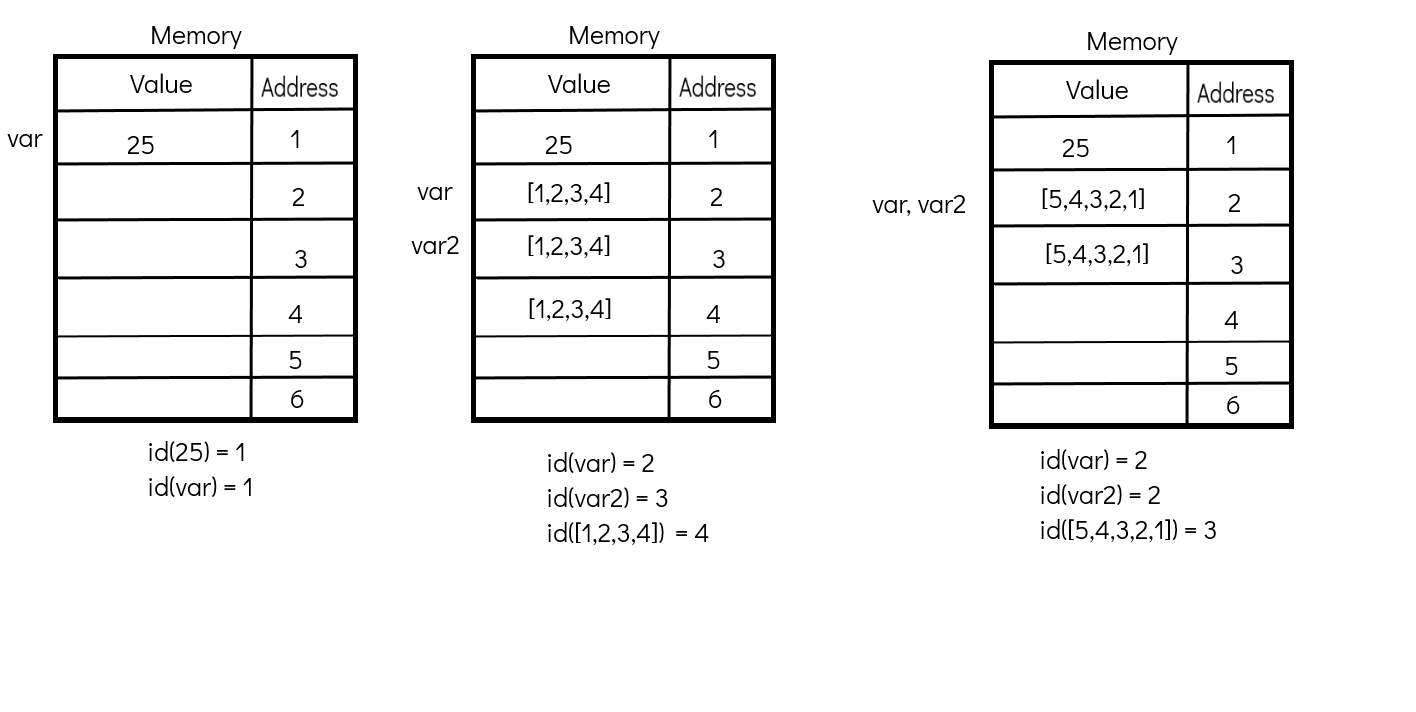 Memory
Value Address
var 25 1
2
3
4
5
6
id(25) = 1
id(var) = 1
Memory
Value Address
25 1
var [1,2,3,4] 2
var2 [1,2,3,4] 3
[1,2,3,4] 4
5
6
id(var) = 2
id(var2) = 3
id([1,2,3,4]) = 4
Memory
Value Address
25 1
var, var2 [5,4,3,2,1] 2
[5,4,3,2,1] 3
4
5
6
id(var) = 2
id(var2) = 2
id([5,4,3,2,1]) = 3